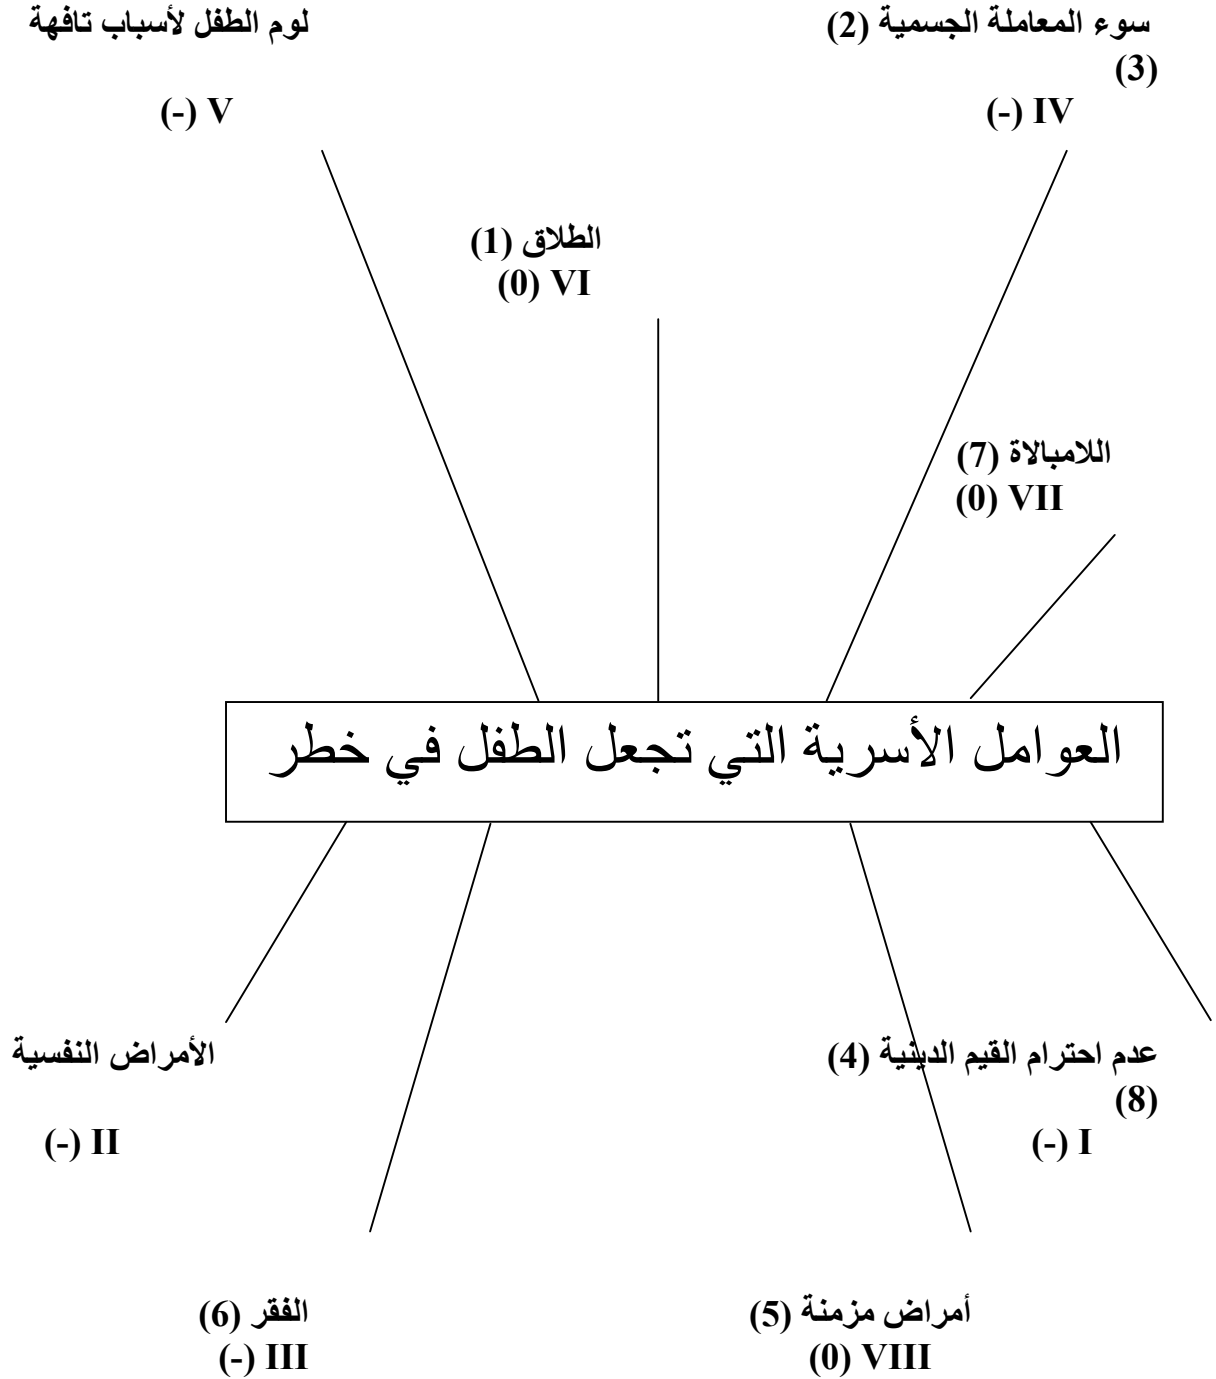 سوء المعاملة الجسمية (2)
(3)
IV (-)
لوم الطفل لأسباب تافهة
V (-)
الطلاق (1)
VI (0)
اللامبالاة (7)
VII (0)
العوامل الأسرية التي تجعل الطفل في خطر
عدم احترام القيم الدينية (4)
(8)
I (-)
الأمراض النفسية
II (-)
أمراض مزمنة (5)
VIII (0)
الفقر (6)
III (-)